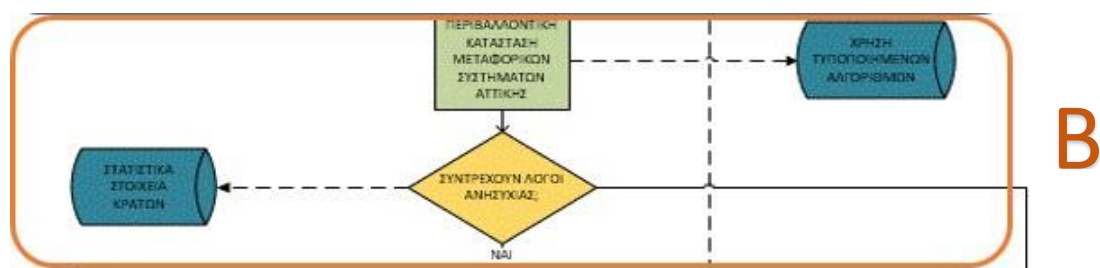 ΠΕΡΙΒΑΛΛΟΝΤΙΚΗ
ΚΑΤΑΣΤΑΣΗ
ΜΕΤΑΦΟΡΙΚΩΝ
ΣΥΣΤΗΜΑΤΩΝ
ΑΤΤΙΚΗΣ
ΧΡΗΣΗ
ΤΥΠΟΠΟΙΗΜΕΝΩΝ
ΑΛΓΟΡΙΘΜΩΝ
B
ΣΤΑΤΙΣΤΙΚΑ
ΣΤΟΙΧΕΙΑ
ΚΡΑΤΩΝ
ΣΥΝΤΡΕΧΟΥΝ ΛΟΓΟΙ
ΑΝΗΣΥΧΙΑΣ;
ΝΑΙ